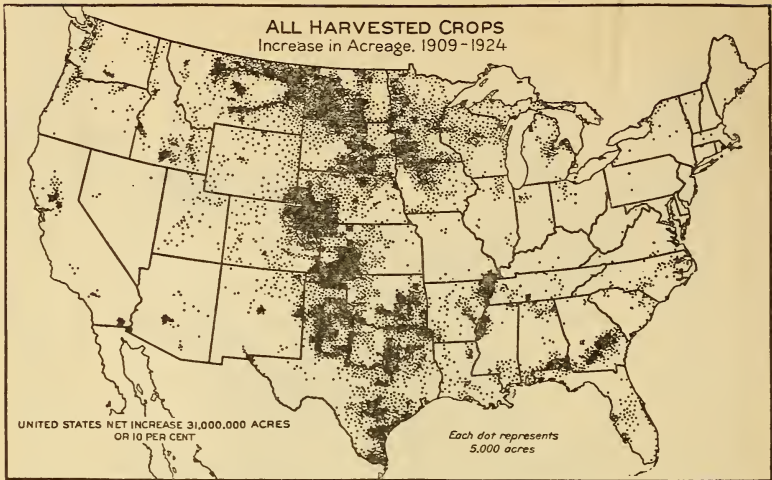 ALL HARVESTED CROPS
Increase in Acreage, 1909-1924
UNITED STATES NET INCREASE 31,000,000 ACRES
OR 10 PER CENT
Each dot represents
5,000 acres